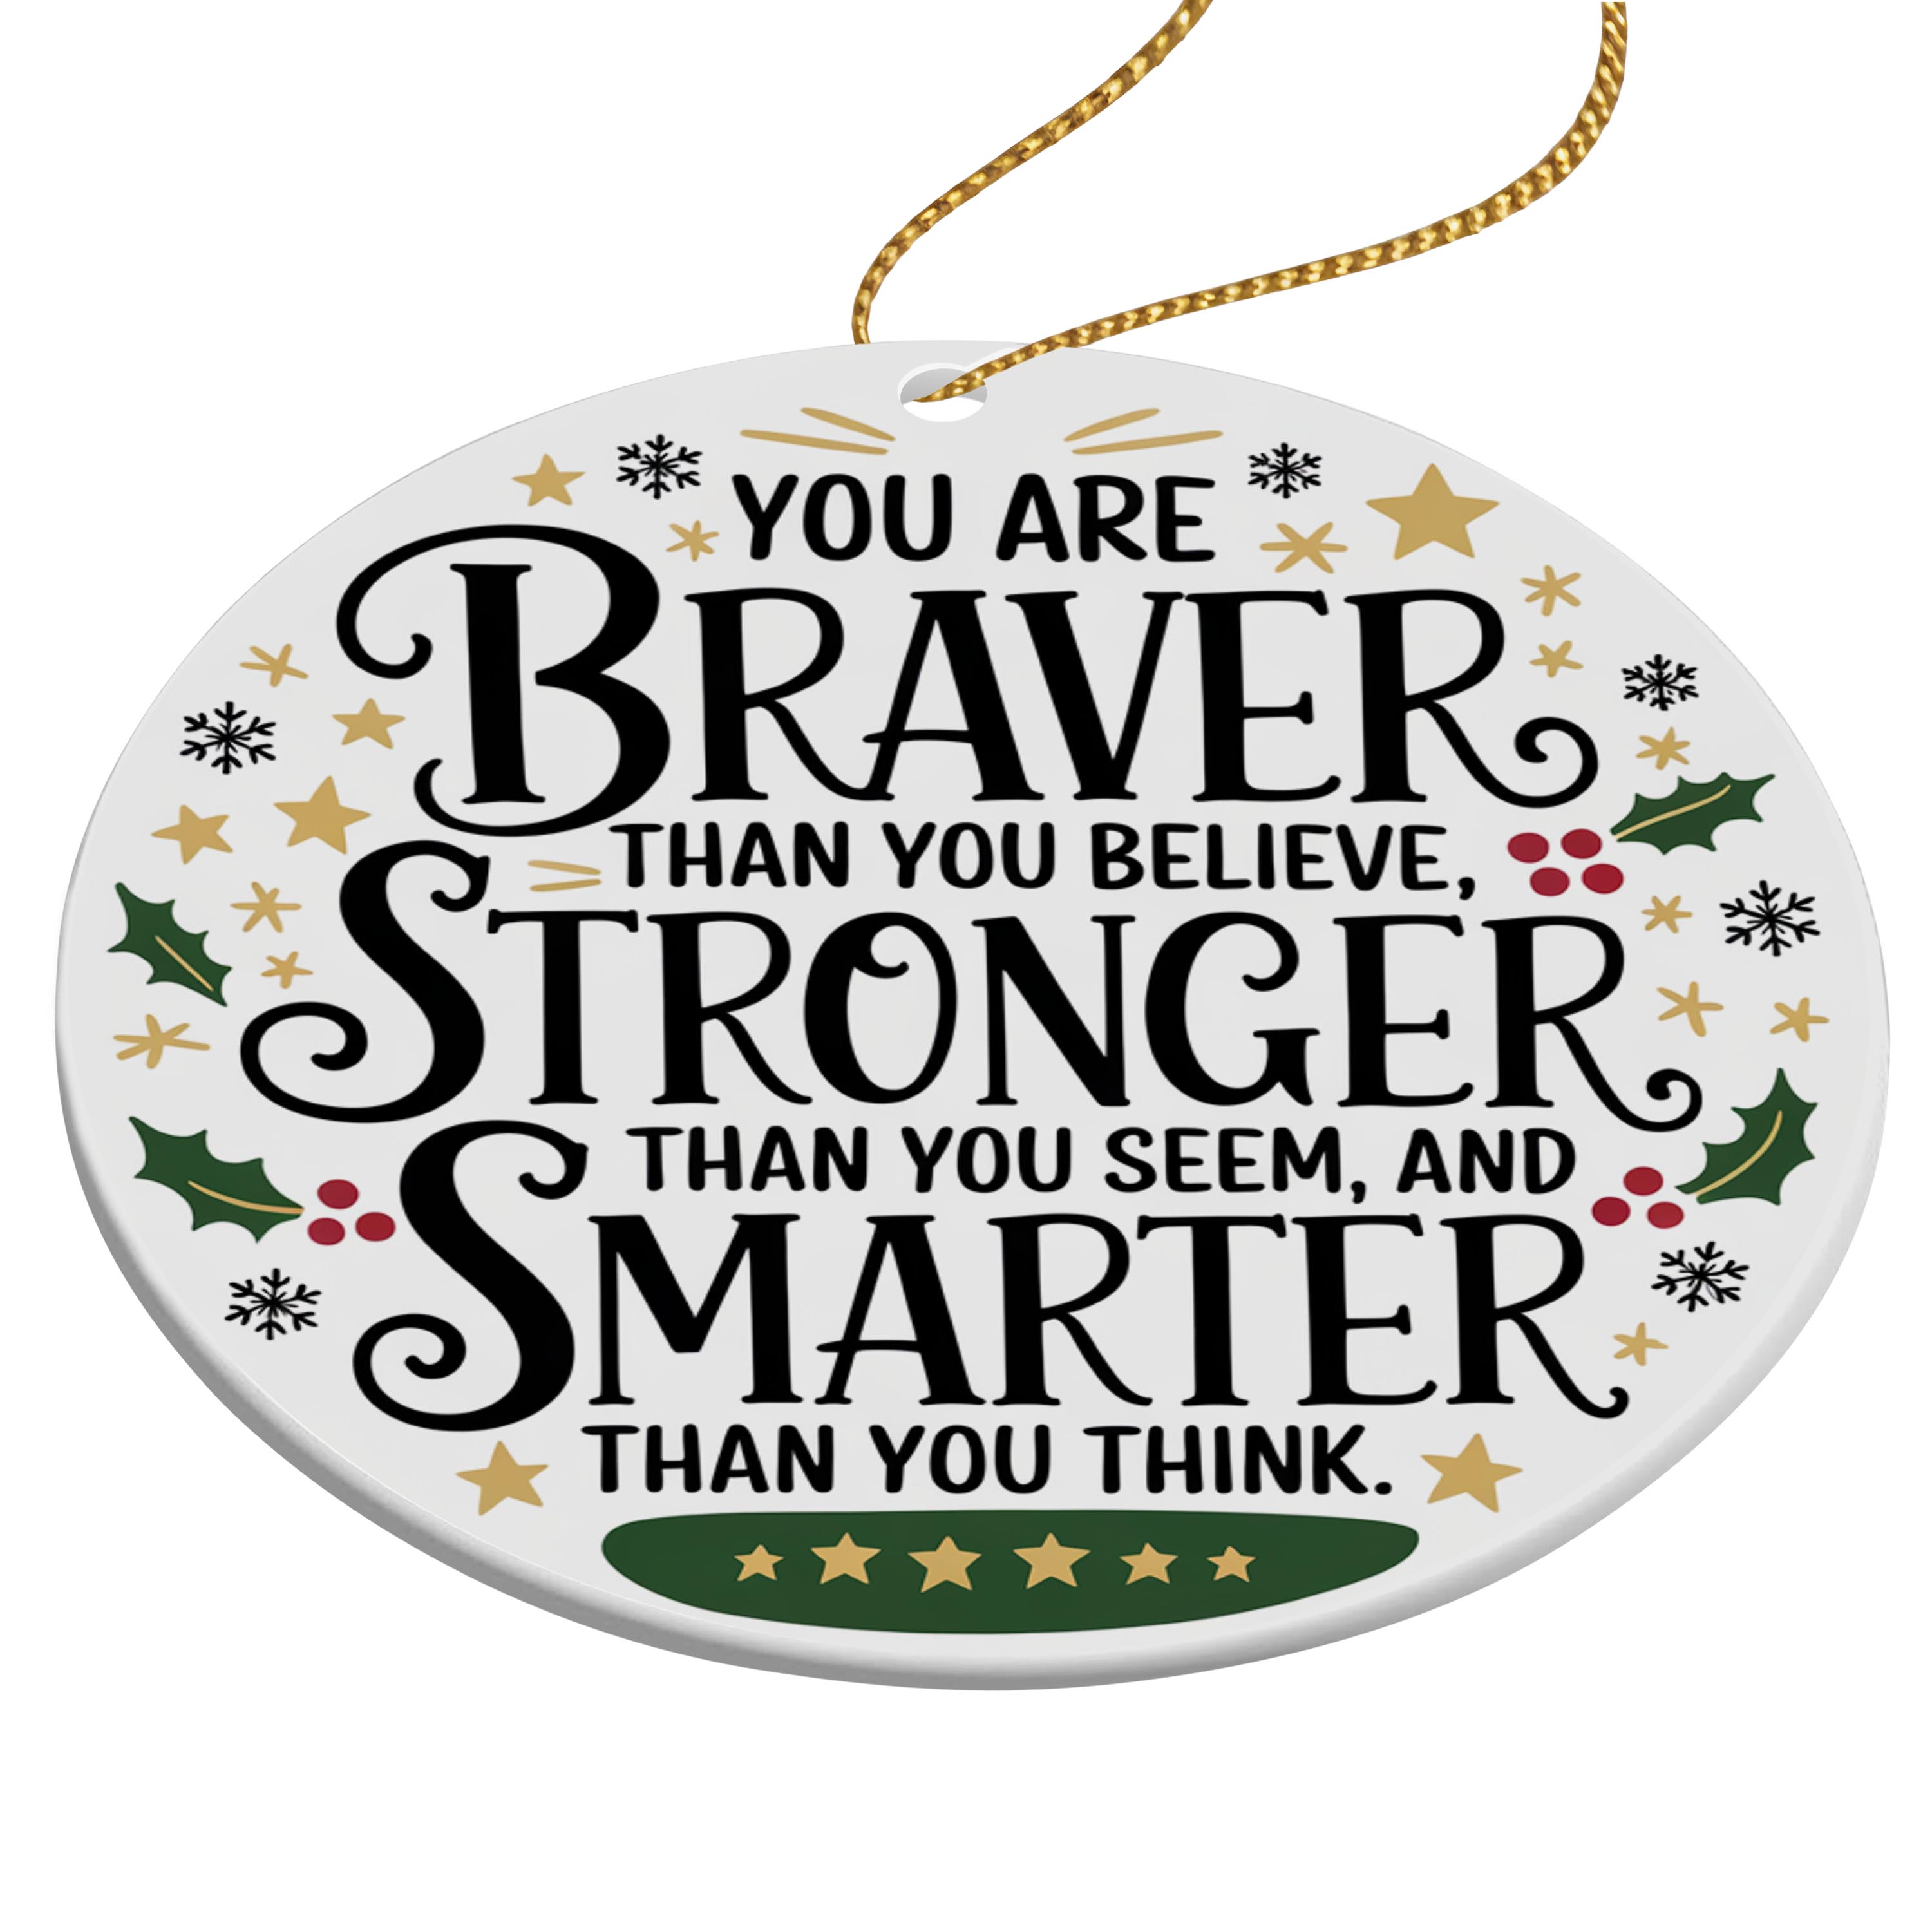 YOU ARE
BRAVER
THAN YOU BELIEVE,
STRONGER
THAN YOU SEEM, AND
SMARTER
THAN YOU THINK.